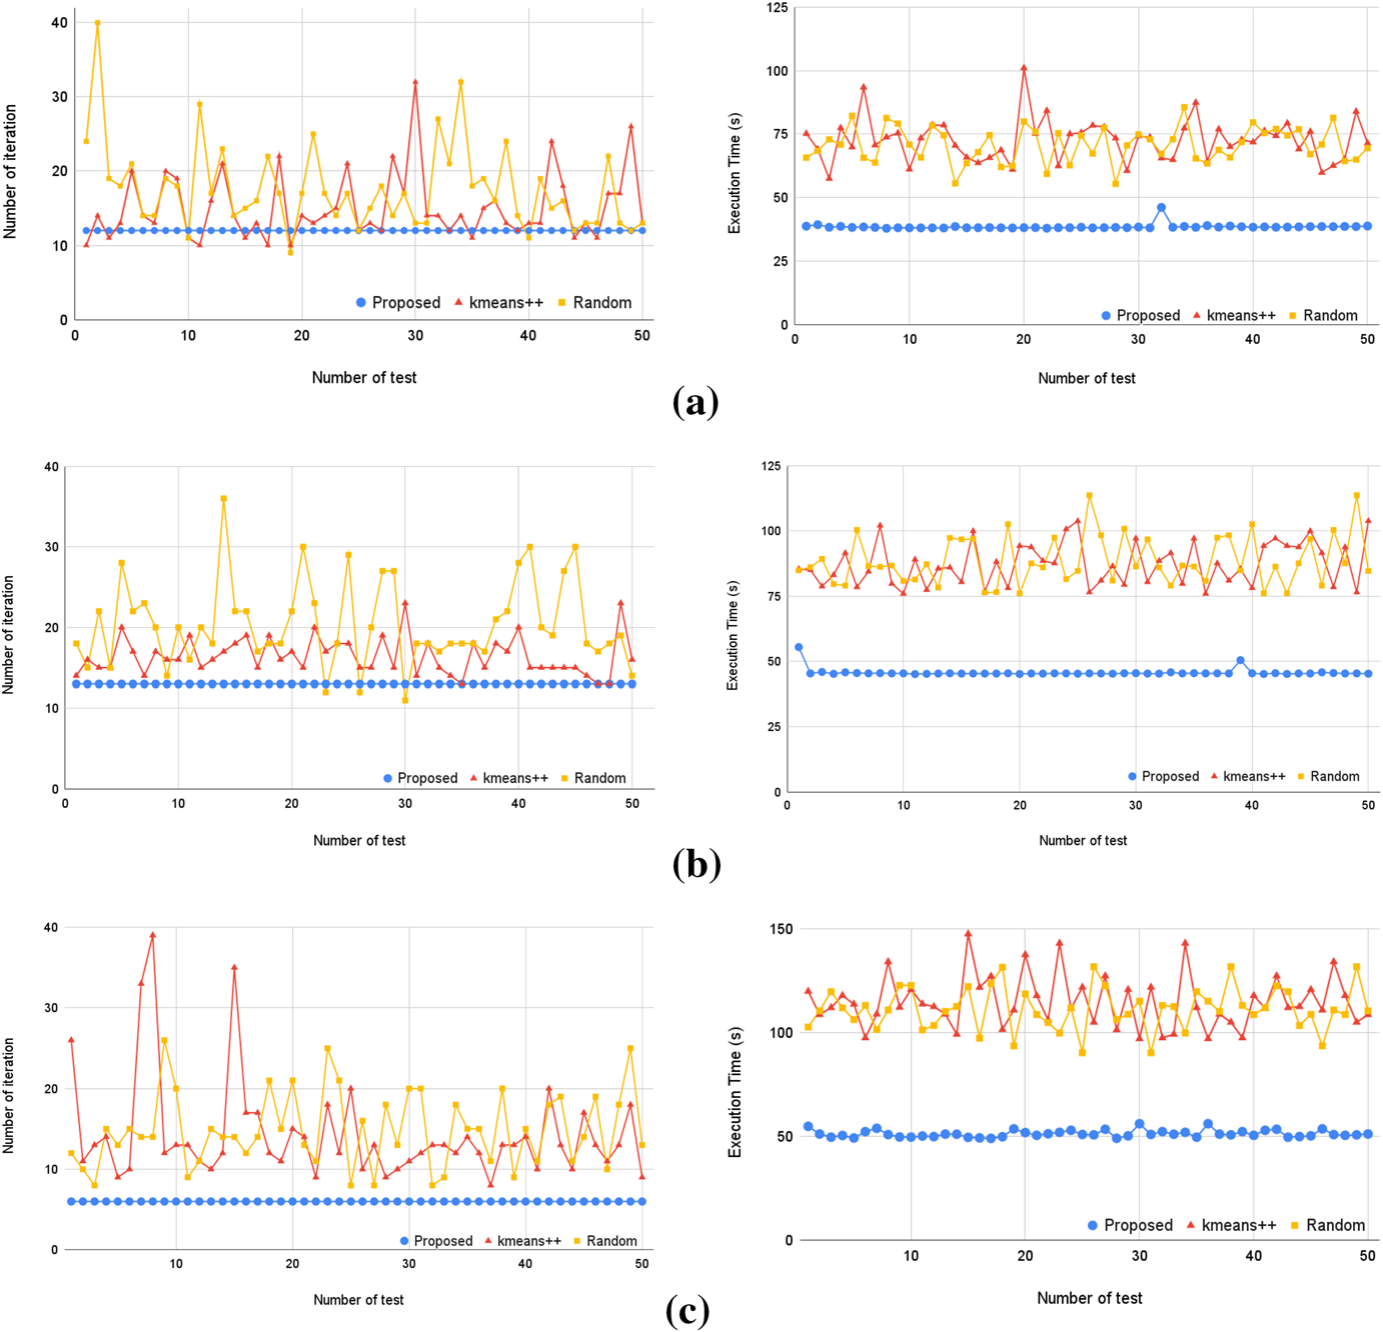 40
30
20
10
0
0 10 20 30 40 50
Number of iteration
Number of test
Proposed kmeans++ Random
125
100
75
50
25
0
0 10 20 30 40 50
Execution Time (s)
Number of test
Proposed kmeans++ Random
(a)
40
30
20
10
0
0 10 20 30 40 50
Number of iteration
Number of test
Proposed kmeans++ Random
125
100
75
50
25
0
0 10 20 30 40 50
Execution Time (s)
Number of test
Proposed kmeans++ Random
(b)
40
30
20
10
0
10 20 30 40 50
Number of iteration
Number of test
Proposed kmeans++ Random
150
100
50
0
10 20 30 40 50
Execution Time (s)
Number of test
Proposed kmeans++ Random
(c)